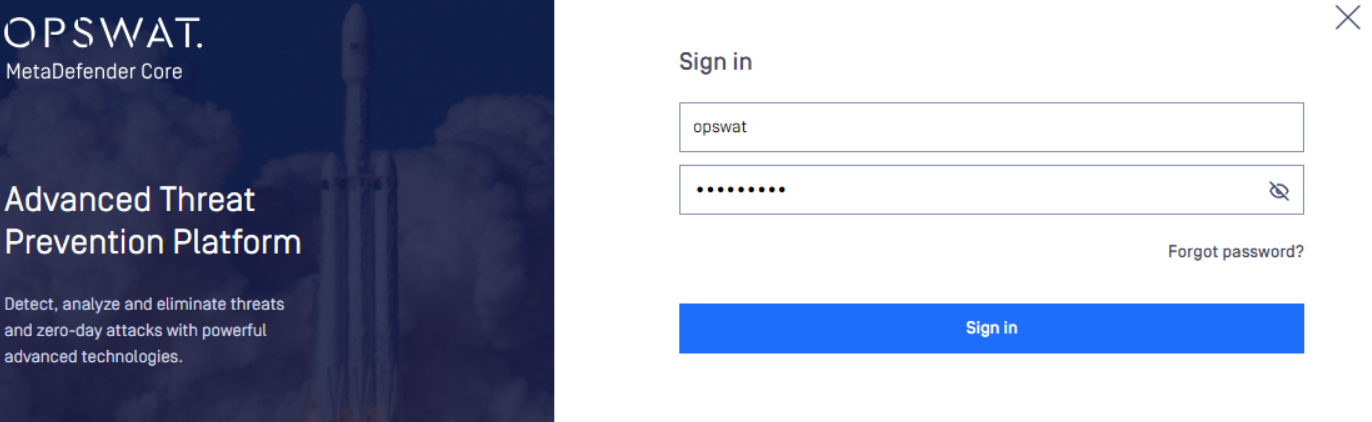 OPSWAT.
MetaDefender Core
Advanced Threat
Prevention Platform
Detect, analyze and eliminate threats
and zero-day attacks with powerful
advanced technologies.
Sign in
opswat
•••••••••
Forgot password?
Sign in